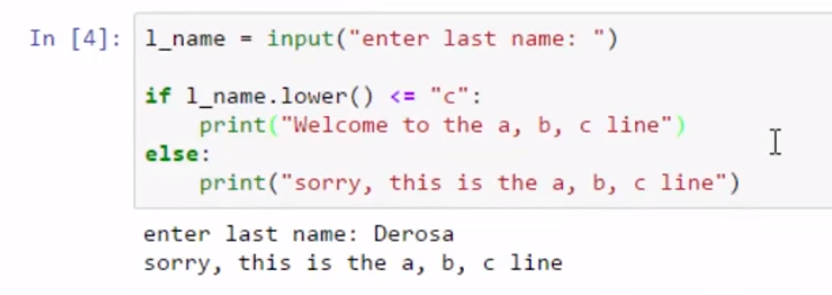 In [4]: l_name = input("enter last name: ")
if l_name.lower() <= "c":
    print("Welcome to the a, b, c line")
else:
    print("sorry, this is the a, b, c line")
enter last name: Derosa
sorry, this is the a, b, c line